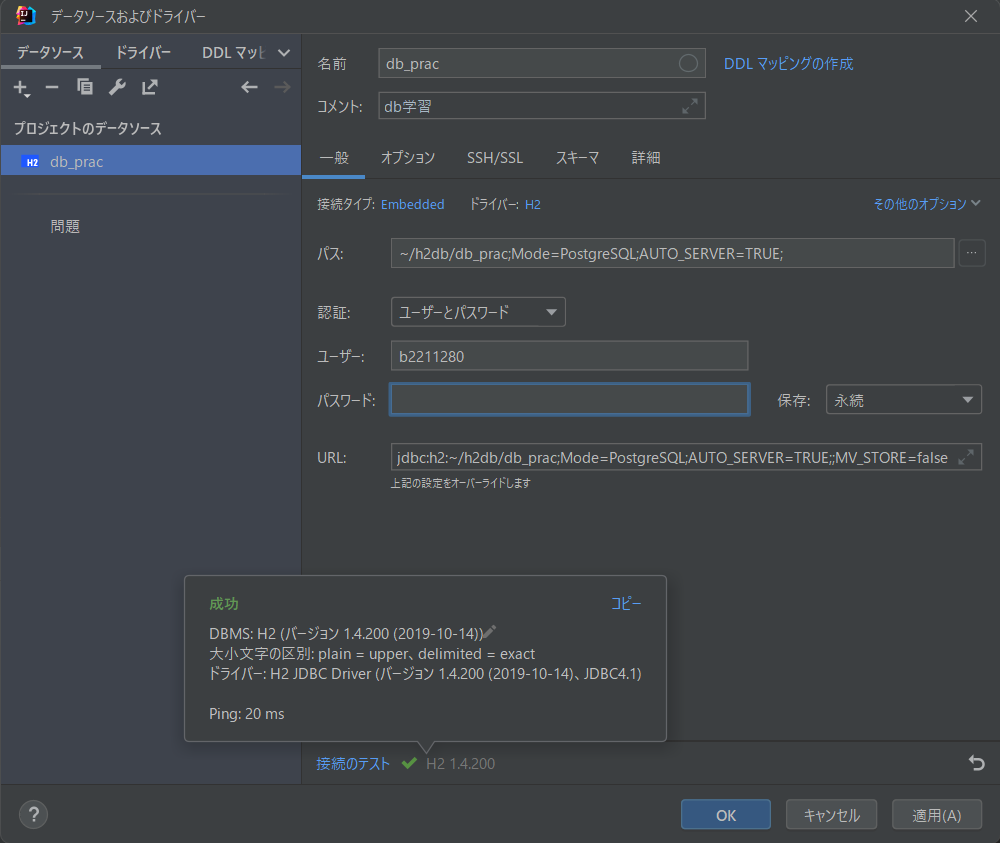 データソースおよびドライバー
データソース ドライバー DDL マッピ
プロジェクトのデータソース
H2 db_prac
問題
名前 db_prac DDL マッピングの作成
コメント: db学習
一般 オプション SSH/SSL スキーマ 詳細
接続タイプ: Embedded ドライバー: H2 その他のオプション
パス: ~/h2db/db_prac;Mode=PostgreSQL;AUTO_SERVER=TRUE; ...
認証: ユーザーとパスワード
ユーザー: b2211280
パスワード: 保存: 永続
URL: jdbc:h2:~/h2db/db_prac;Mode=PostgreSQL;AUTO_SERVER=TRUE;;MV_STORE=false
上記の設定をオーバーライドします
成功 コピー
DBMS: H2 (バージョン 1.4.200 (2019-10-14))
大小文字の区別: plain = upper、delimited = exact
ドライバー: H2 JDBC Driver (バージョン 1.4.200 (2019-10-14)、JDBC4.1)
Ping: 20 ms
接続のテスト H2 1.4.200
? OK キャンセル 適用(A)